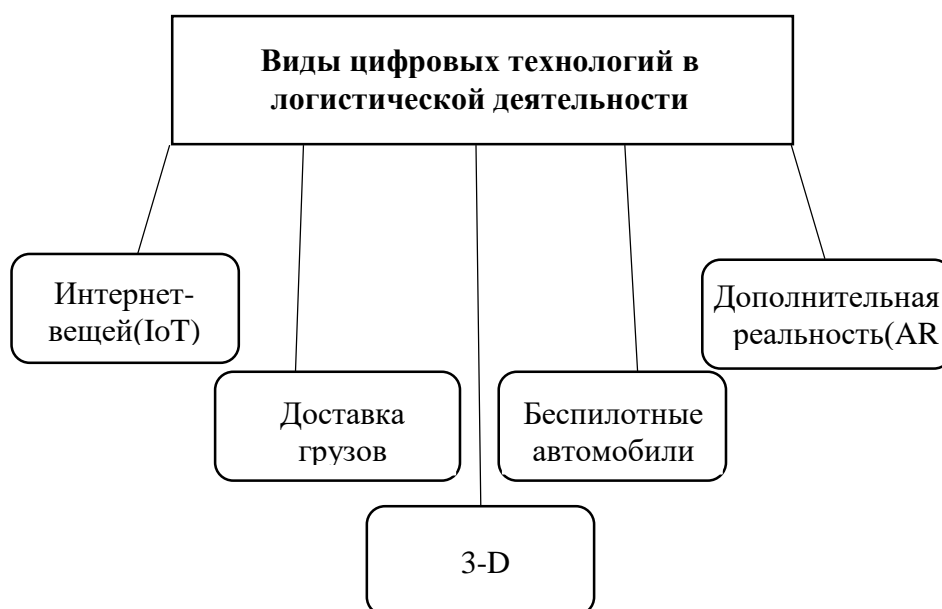 Виды цифровых технологий в
логистической деятельности
Интернет-
вещей(IoT)
Дополнительная
реальность(AR
Доставка
грузов
Беспилотные
автомобили
3-D